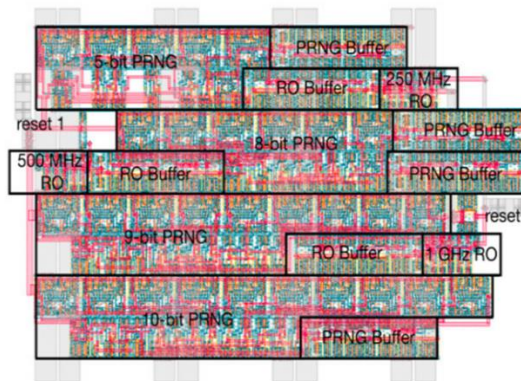 5-bit PRNG
PRNG Buffer
RO Buffer
250 MHz
RO
reset 1
8-bit PRNG
PRNG Buffer
500 MHz
RO
RO Buffer
PRNG Buffer
9-bit PRNG
reset
RO Buffer
1 GHz RO
10-bit PRNG
PRNG Buffer